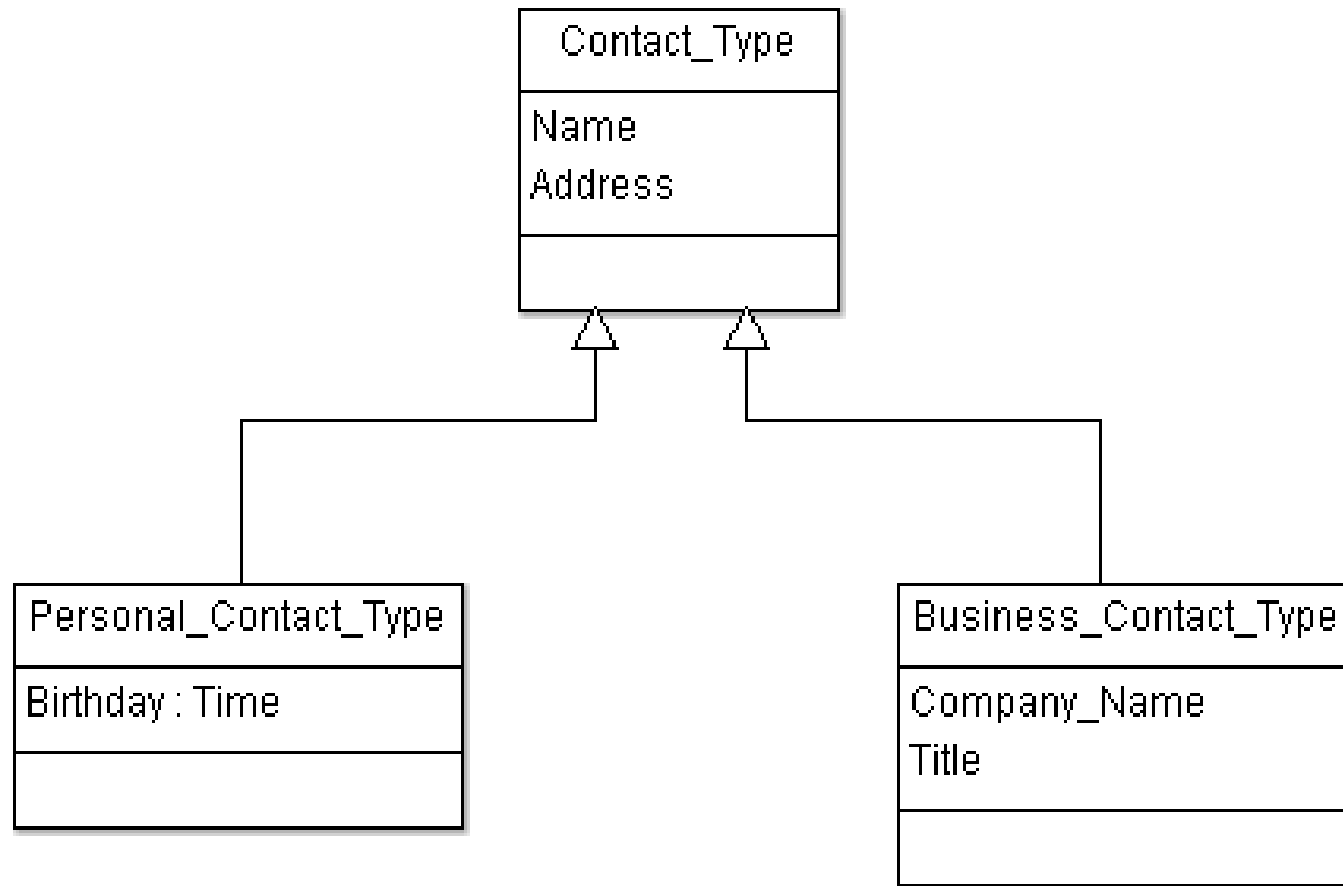 Contact_Type
Name
Address
Personal_Contact_Type
Birthday : Time
Business_Contact_Type
Company_Name
Title